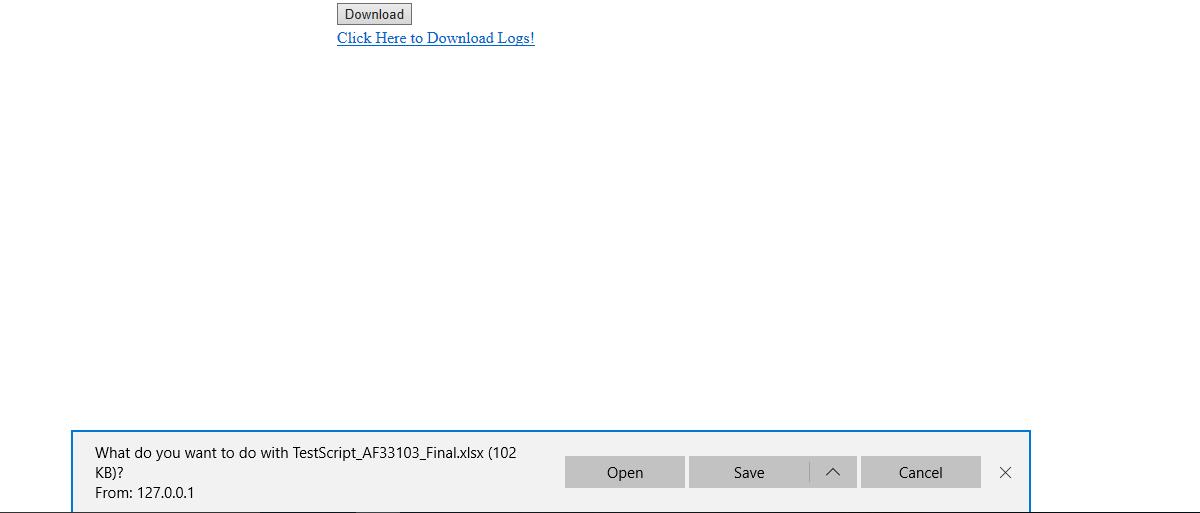 Download
Click Here to Download Logs!
What do you want to do with TestScript_AF33103_Final.xlsx (102
KB)?
From: 127.0.0.1
Open
Save
Cancel